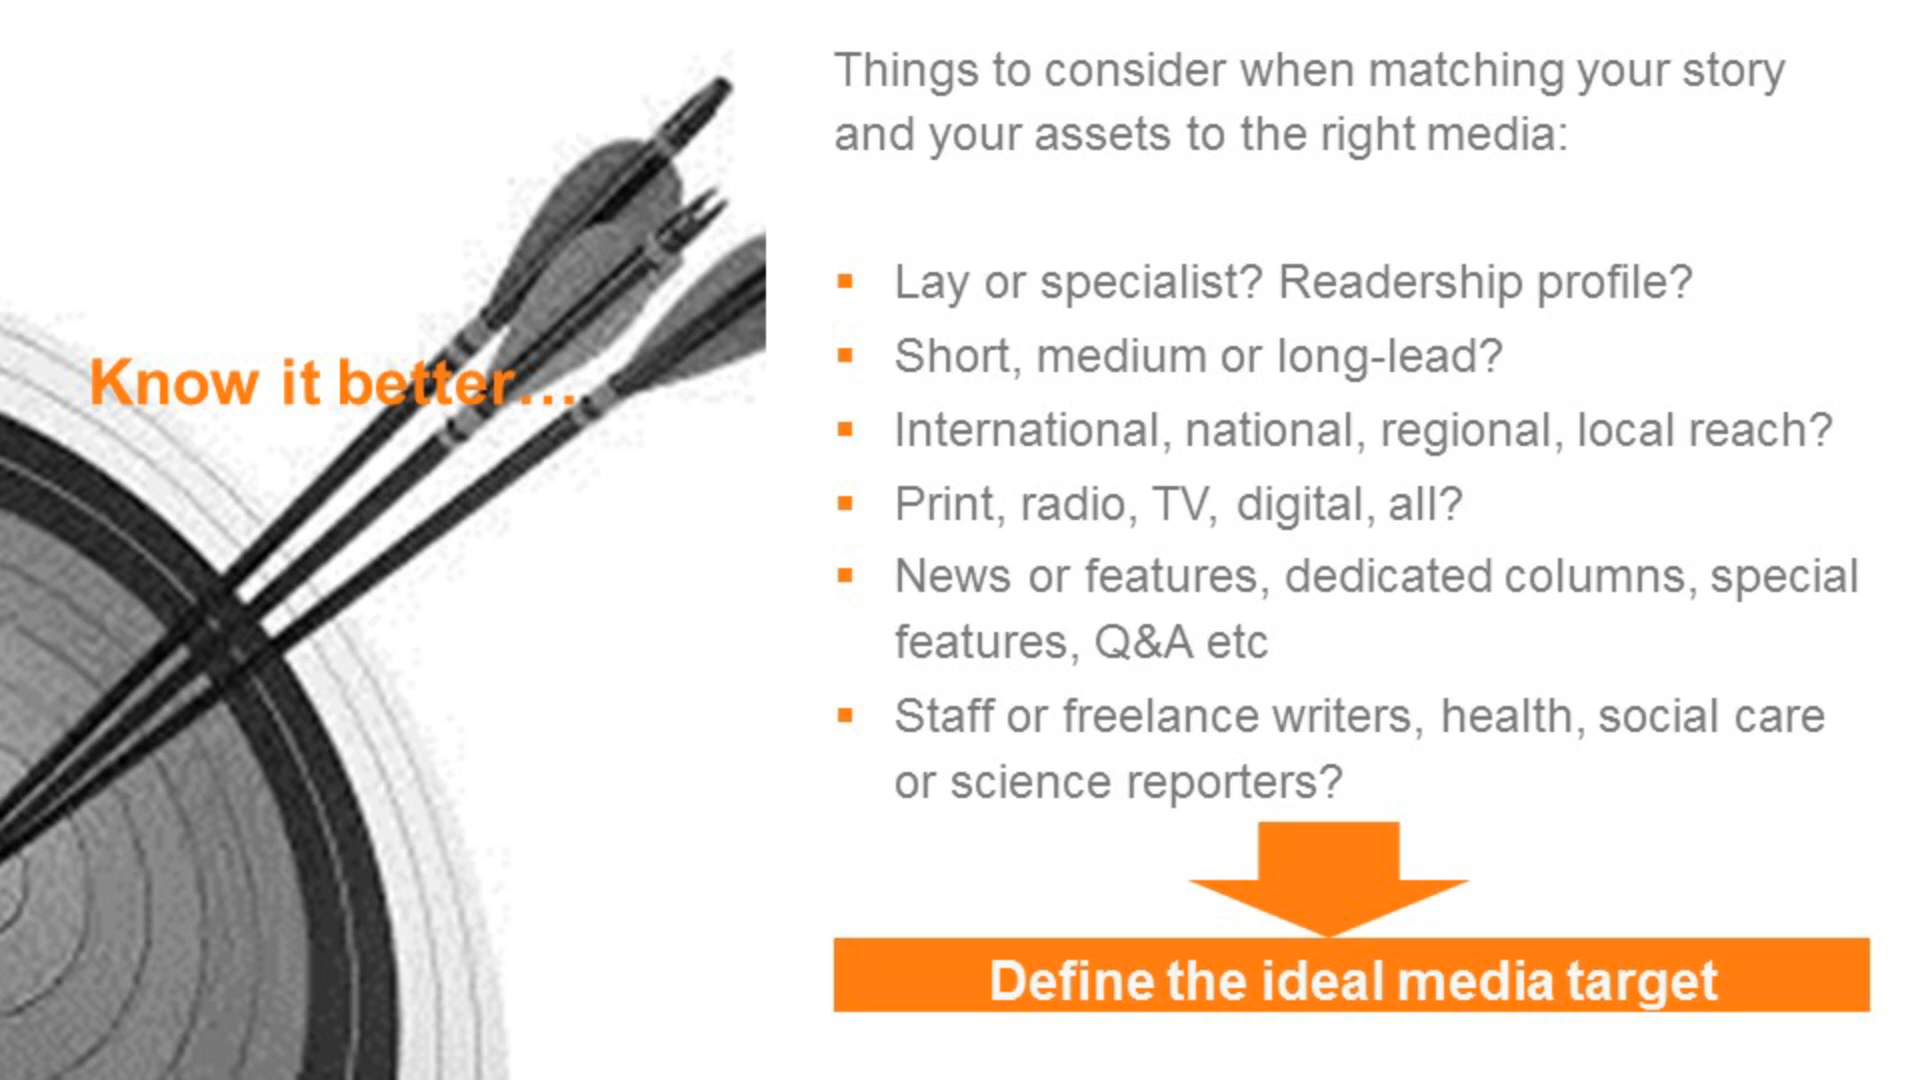 Know it better...
Things to consider when matching your story
and your assets to the right media:
Lay or specialist? Readership profile?
Short, medium or long-lead?
International, national, regional, local reach?
Print, radio, TV, digital, all?
News or features, dedicated columns, special
features, Q&A etc
Staff or freelance writers, health, social care
or science reporters?
Define the ideal media target